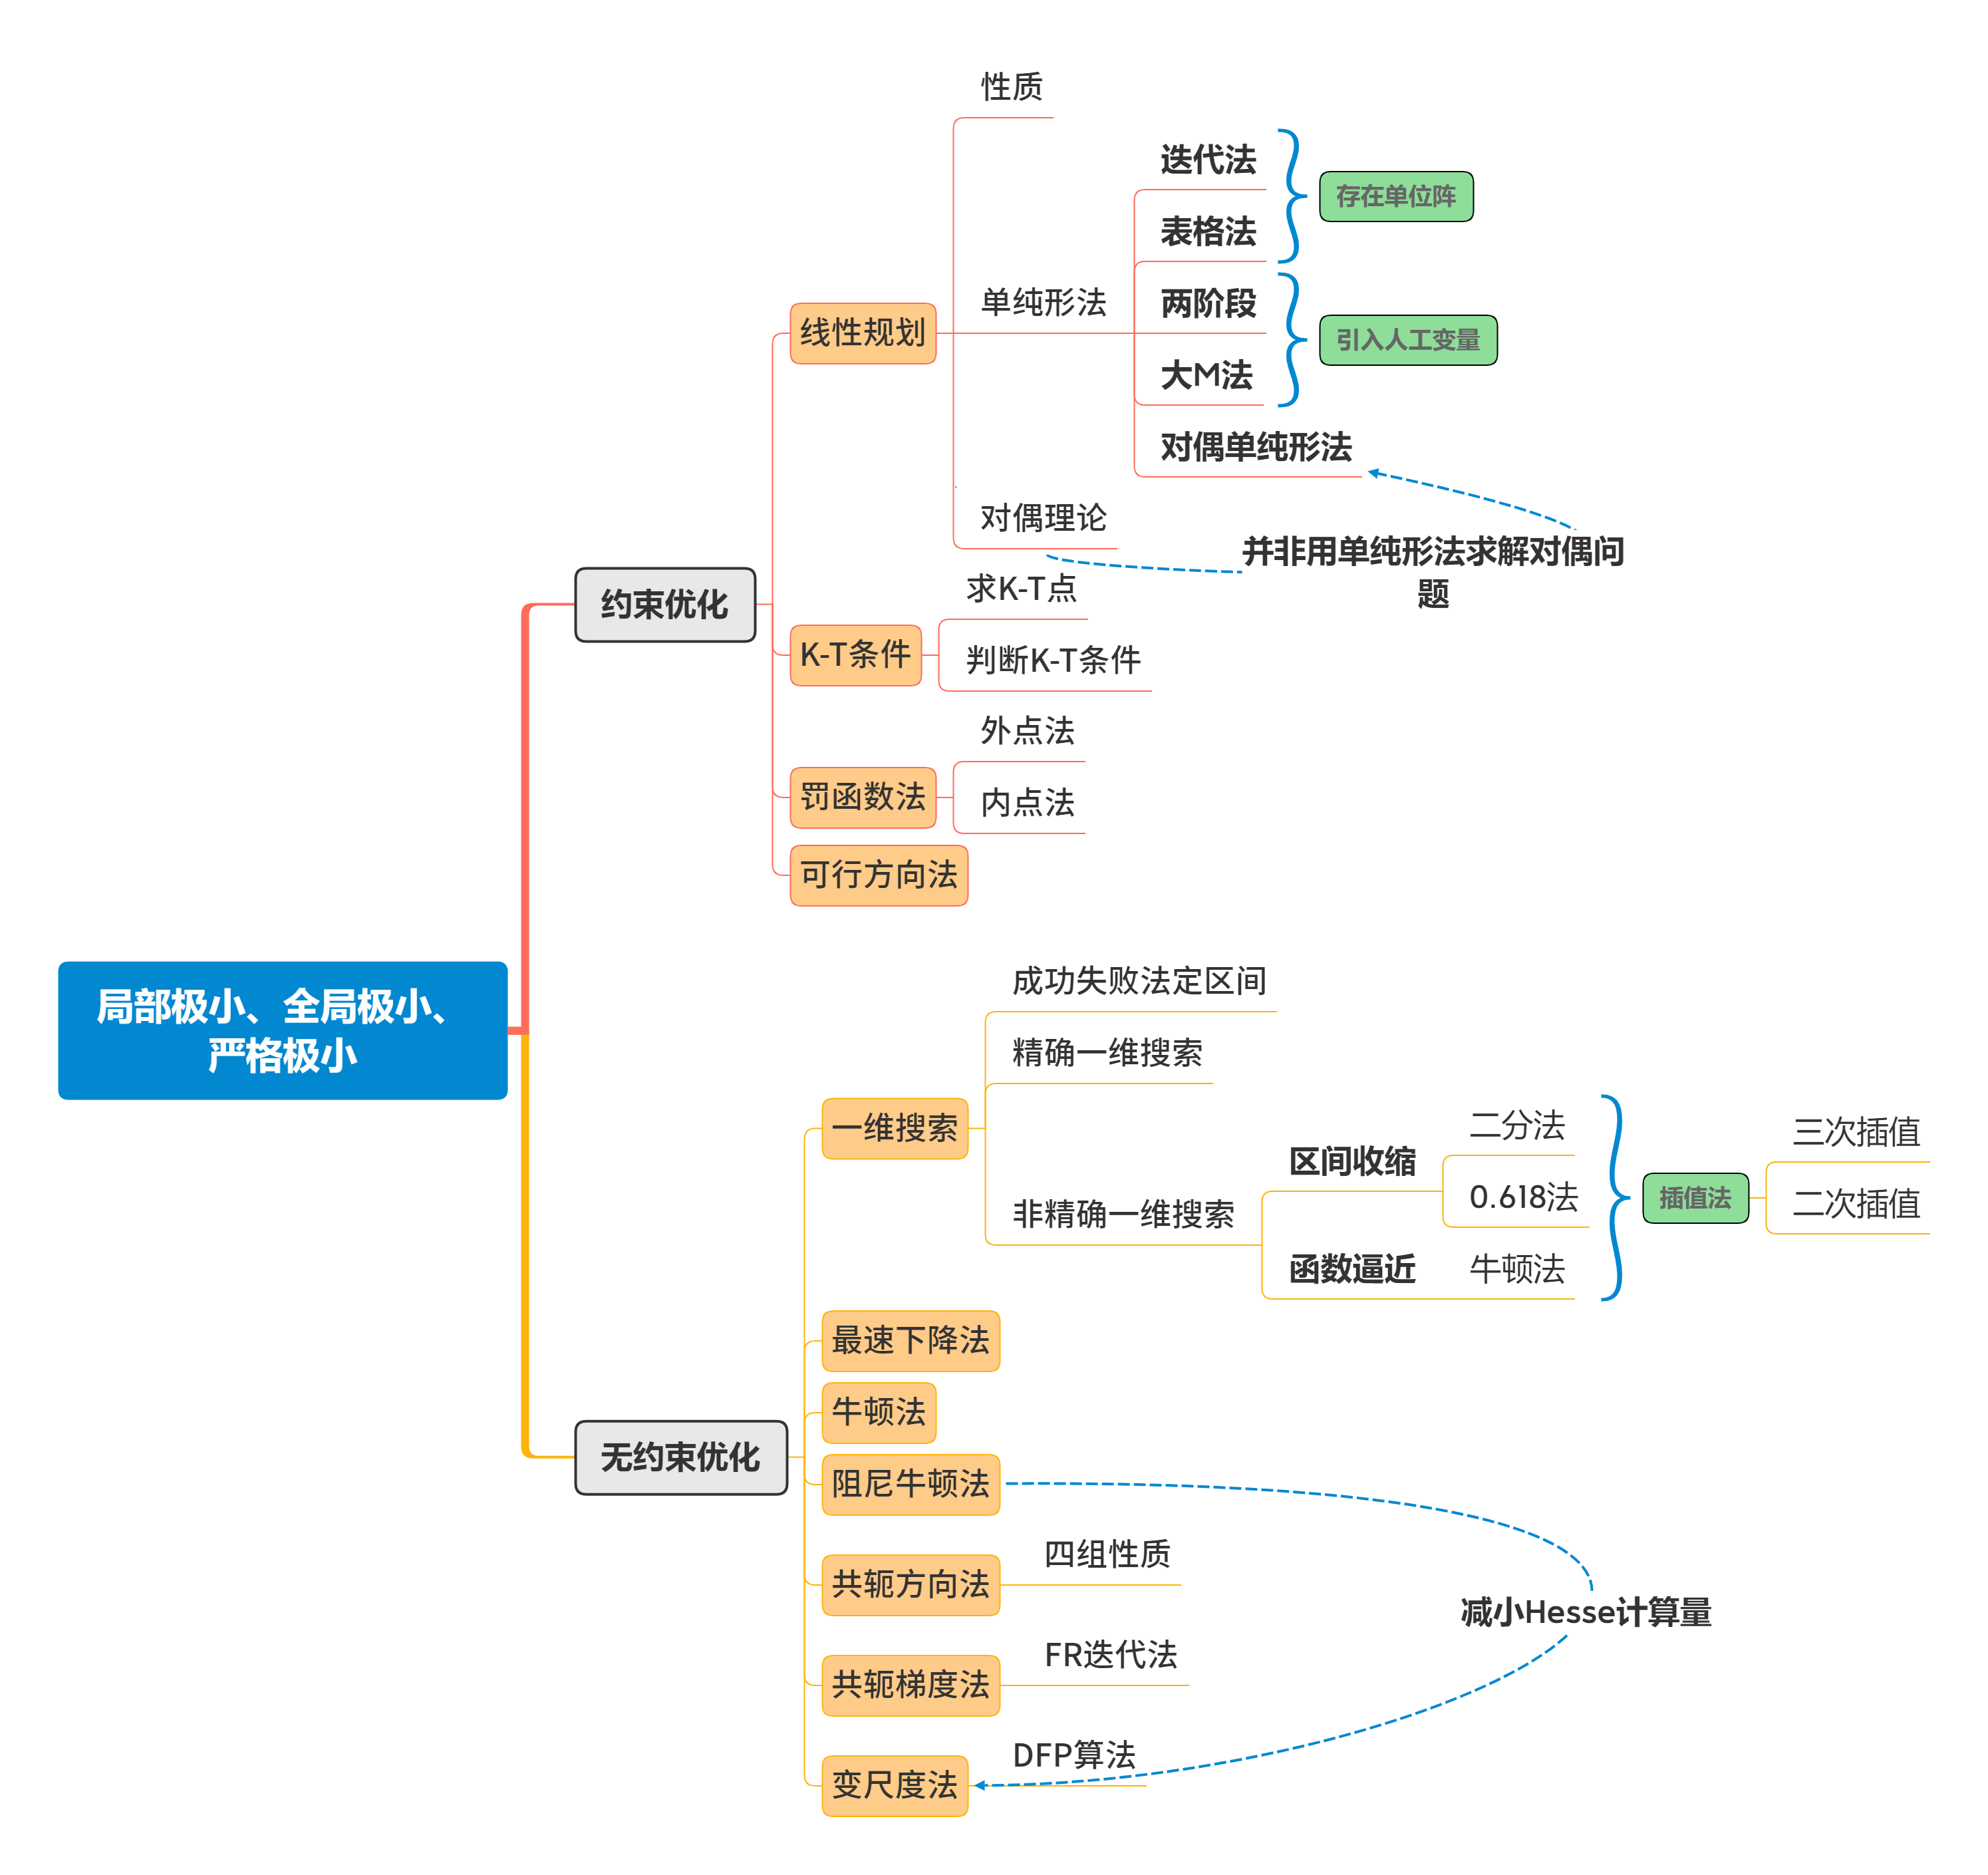 性质
迭代法
存在单位阵
表格法
单纯形法
两阶段
引入人工变量
线性规划
大M法
对偶单纯形法
对偶理论
并非用单纯形法求解对偶问
题
约束优化
求K-T点
K-T条件
判断K-T条件
外点法
罚函数法
内点法
可行方向法
局部极小、全局极小、
严格极小
成功失败法定区间
精确一维搜索
一维搜索
非精确一维搜索
区间收缩
二分法
0.618法
函数逼近
牛顿法
插值法
三次插值
二次插值
最速下降法
牛顿法
无约束优化
阻尼牛顿法
四组性质
共轭方向法
减小Hesse计算量
FR迭代法
共轭梯度法
DFP算法
变尺度法